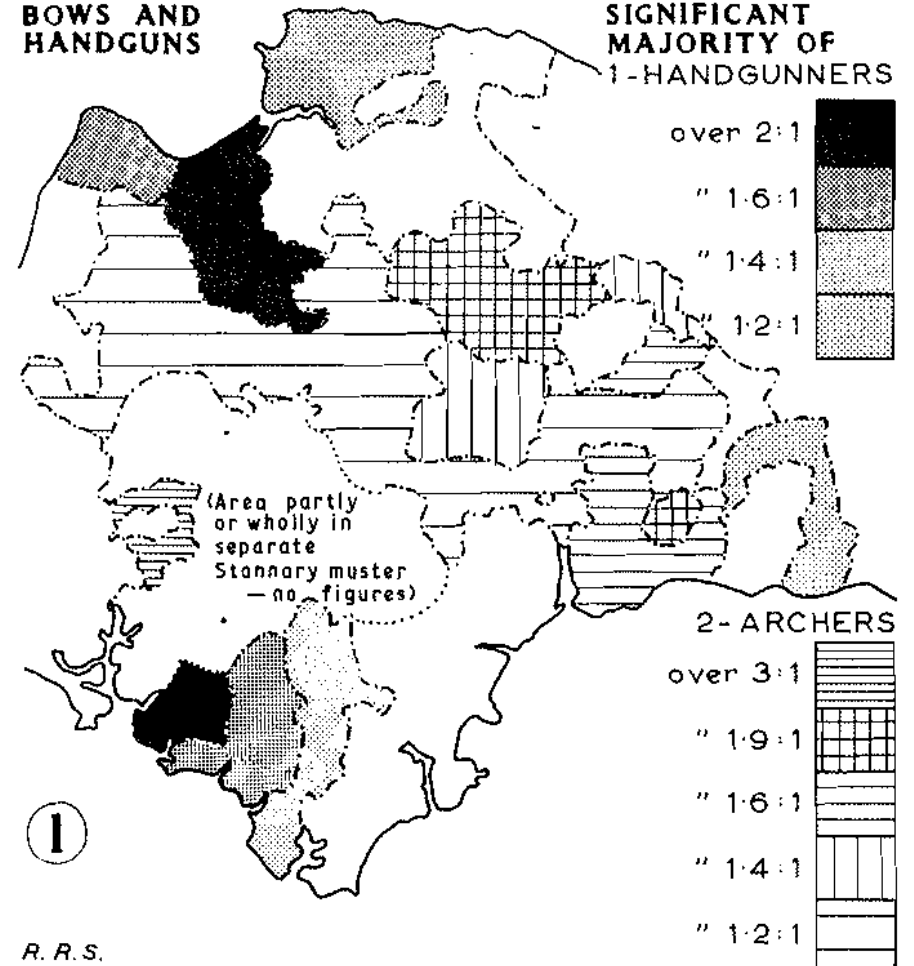 BOWS AND
HANDGUNS
SIGNIFICANT
MAJORITY OF
1-HANDGUNNERS
over 2:1
" 1·6:1
" 1·4:1
" 1·2:1
(Area partly
or wholly in
separate
Stannary muster
— no figures)
2-ARCHERS
over 3:1
" 1·9:1
" 1·6:1
" 1·4:1
" 1·2:1
1
R.R.S.